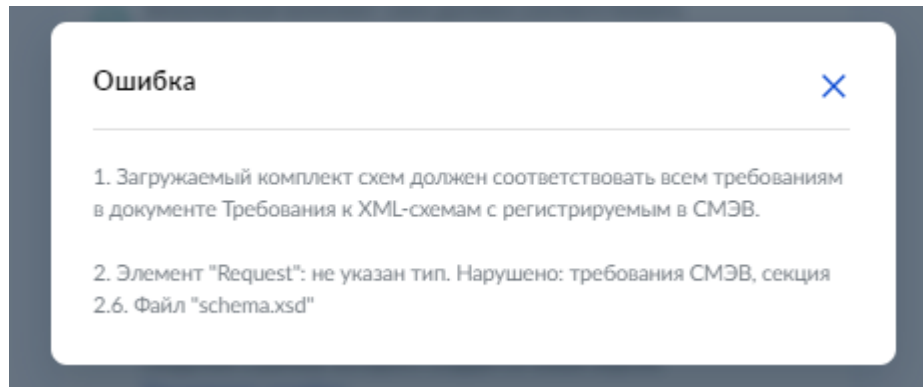 Ошибка
1. Загружаемый комплект схем должен соответствовать всем требованиям
в документе Требования к XML-схемам с регистрируемым в СМЭВ.
2. Элемент "Request": не указан тип. Нарушено: требования СМЭВ, секция
2.6. Файл "schema.xsd"